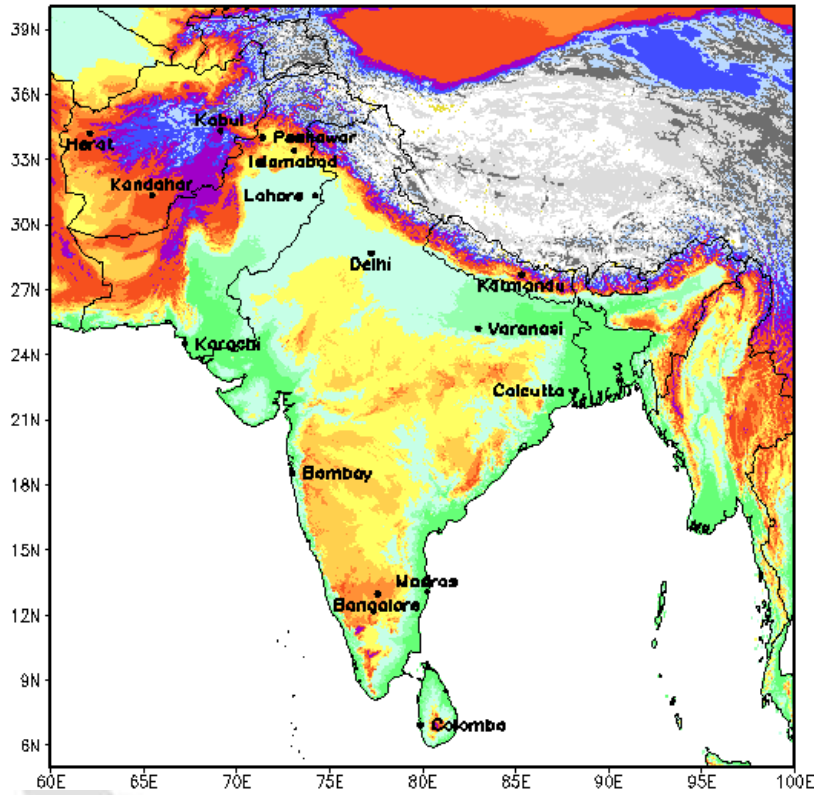 39N
36N
Kabul
Herat
Peshawar
33N
Islamabad
Kandahar
Lahore
30N
Delhi
27N
Katmandu
Varanasi
24N
Karachi
Calcutta
21N
Bombay
18N
15N
Madras
12N
Bangalore
9N
Colombo
6N
60E 65E 70E 75E 80E 85E 90E 95E 100E